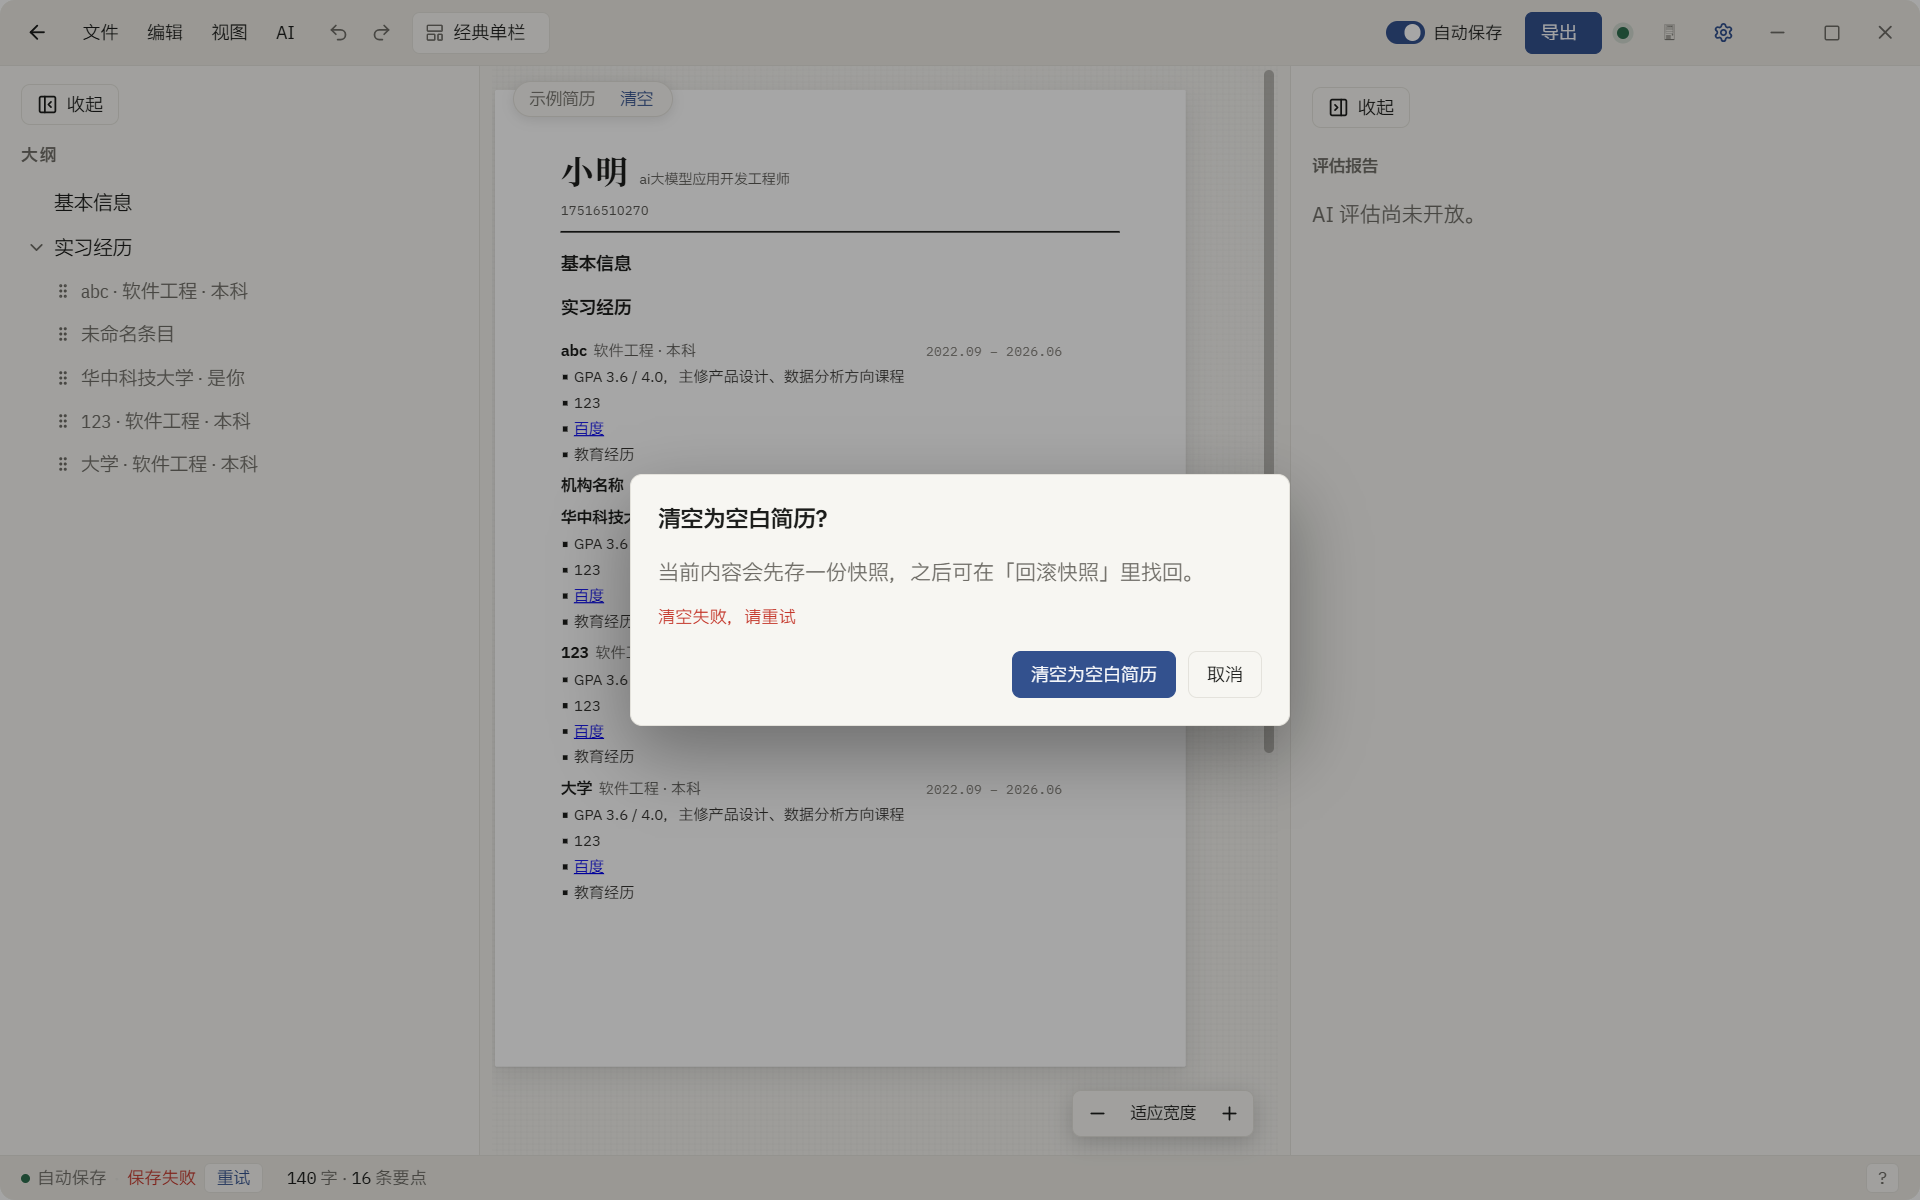 文件 编辑 视图 AI 经典单栏 自动保存 导出
收起
大纲
基本信息
实习经历
abc · 软件工程 · 本科
未命名条目
华中科技大学 · 是你
123 · 软件工程 · 本科
大学 · 软件工程 · 本科
示例简历 清空
小明 ai大模型应用开发工程师
17516510270
基本信息
实习经历
abc 软件工程 · 本科 2022.09 – 2026.06
▪ GPA 3.6 / 4.0，主修产品设计、数据分析方向课程
▪ 123
▪ 百度
▪ 教育经历
机构名称
华中科技
▪ GPA 3.6
▪ 123
▪ 百度
▪ 教育经历
123 软件
▪ GPA 3.6
▪ 123
▪ 百度
▪ 教育经历
大学 软件工程 · 本科 2022.09 – 2026.06
▪ GPA 3.6 / 4.0，主修产品设计、数据分析方向课程
▪ 123
▪ 百度
▪ 教育经历
清空为空白简历?
当前内容会先存一份快照，之后可在「回滚快照」里找回。
清空失败，请重试
清空为空白简历 取消
适应宽度
收起
评估报告
AI 评估尚未开放。
自动保存 保存失败 重试 140 字 · 16 条要点 ?